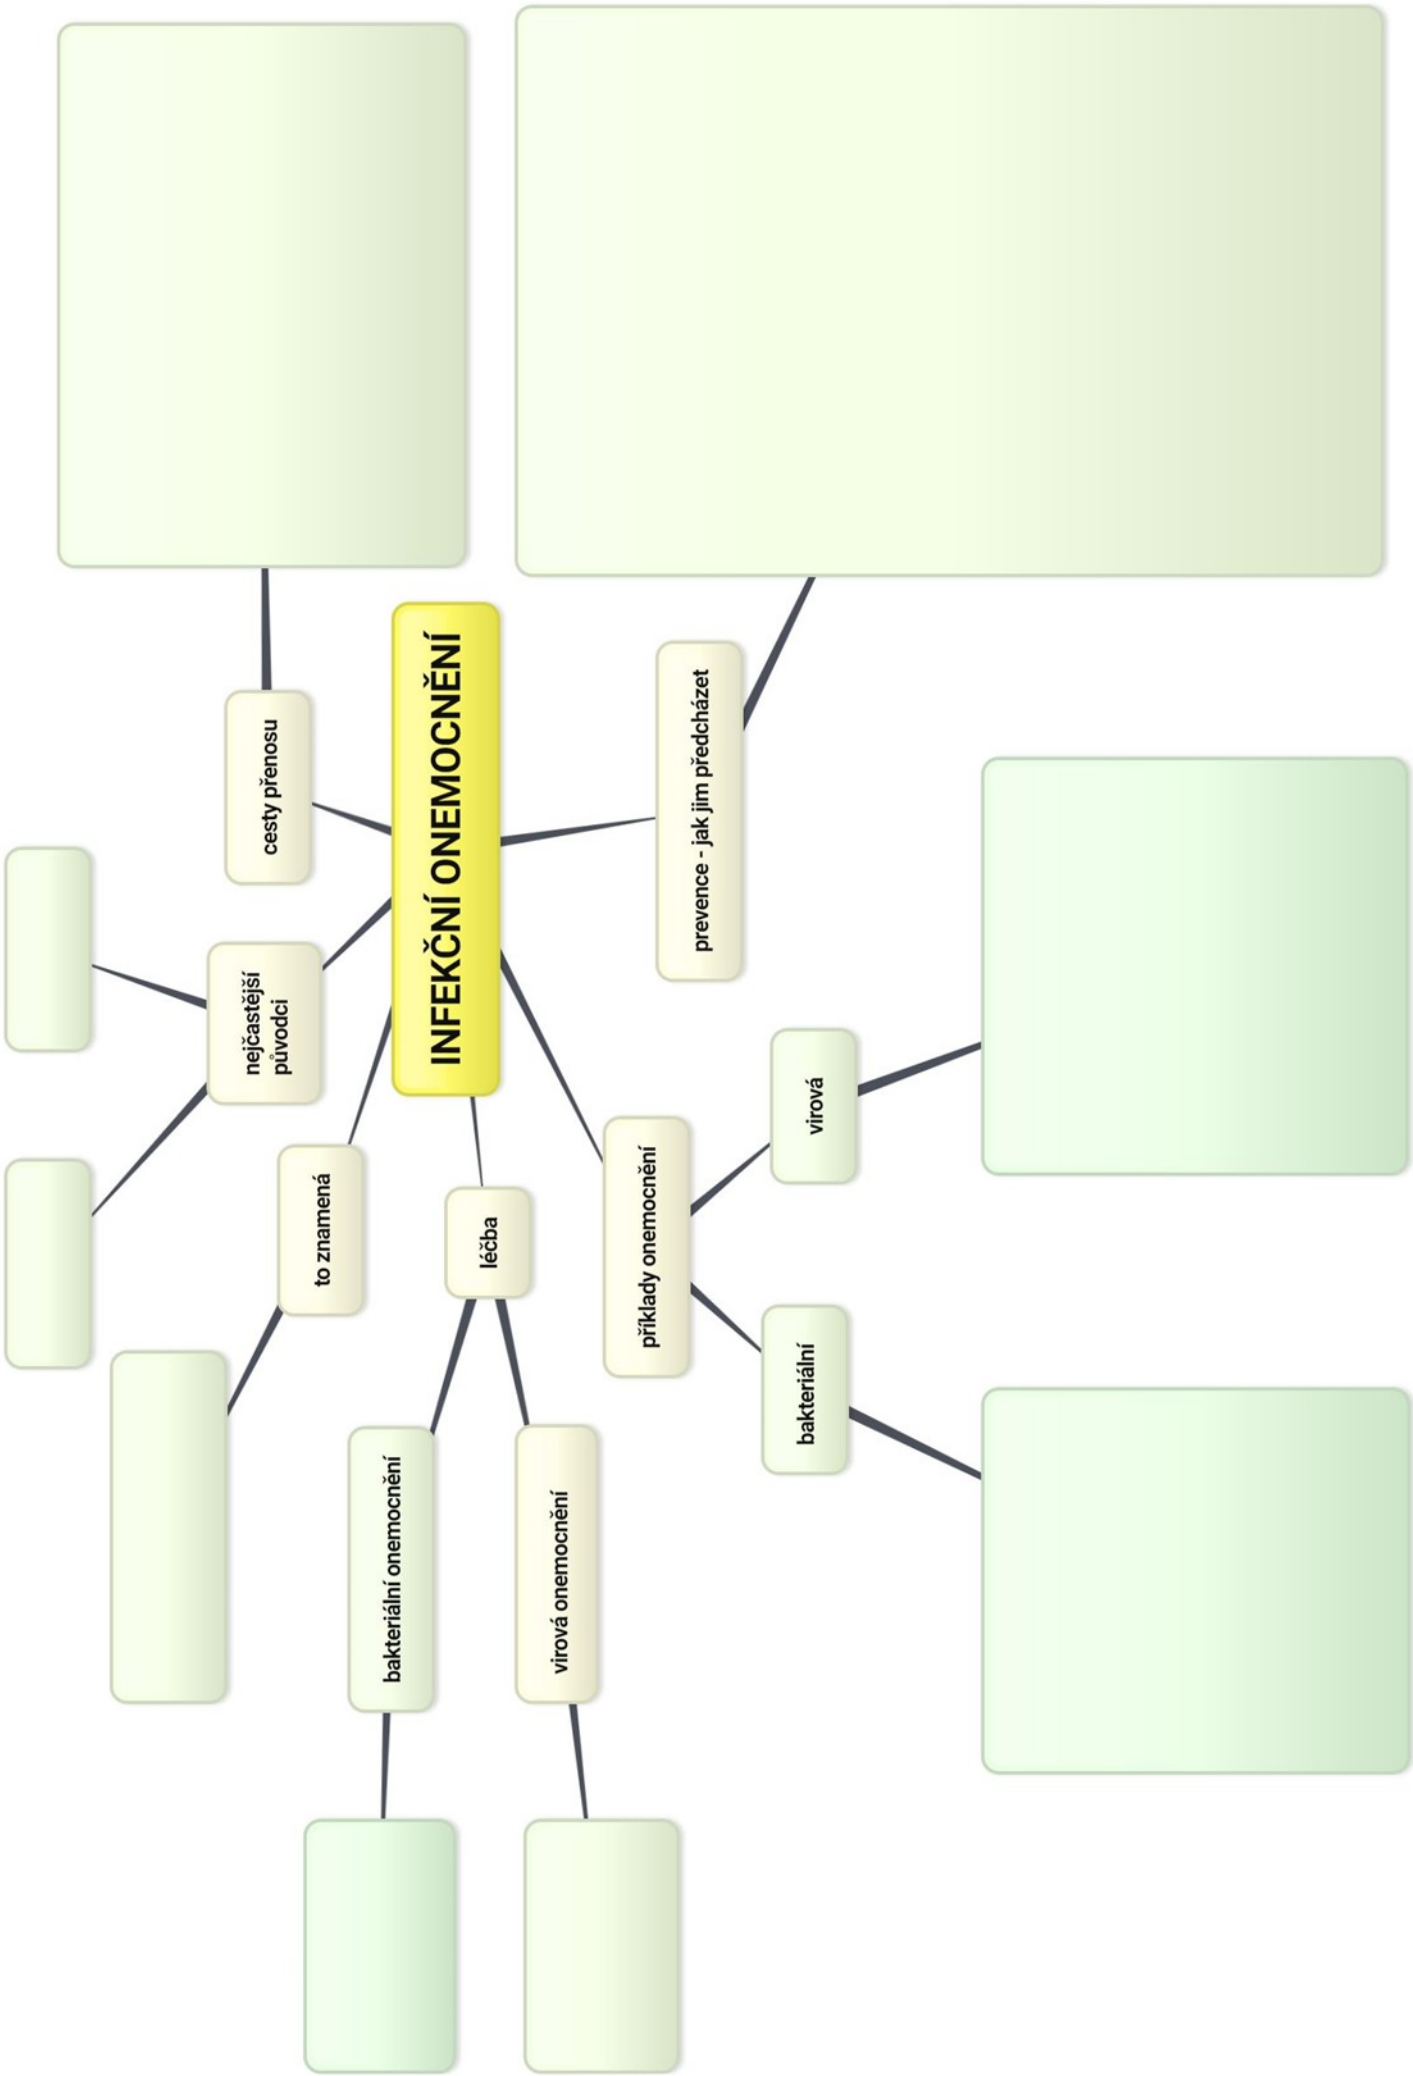 INFEKČNÍ ONEMOCNĚNÍ
cesty přenosu
nejčastější
původci
to znamená
léčba
bakteriální onemocnění
virová onemocnění
příklady onemocnění
bakteriální
virová
prevence - jak jim předcházet